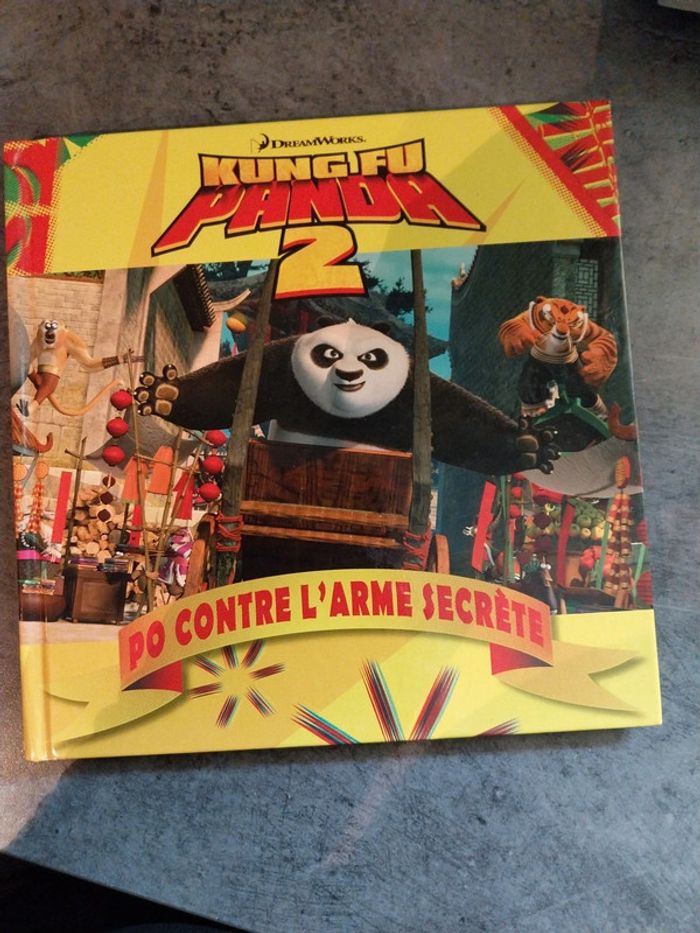 DREAMWORKS
KUNG FU
PANDA
2
PO CONTRE L'ARME SECRÈTE